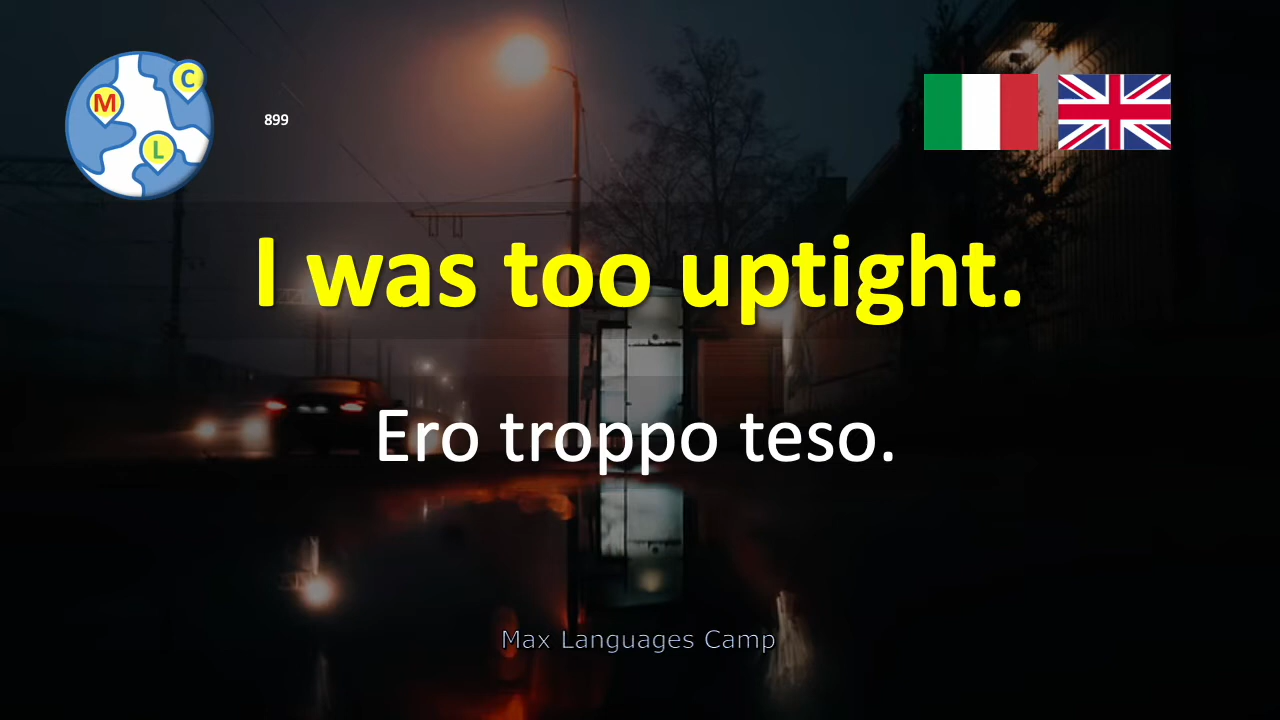 C
M
899
L
I was too uptight.
Ero troppo teso.
Max Languages Camp